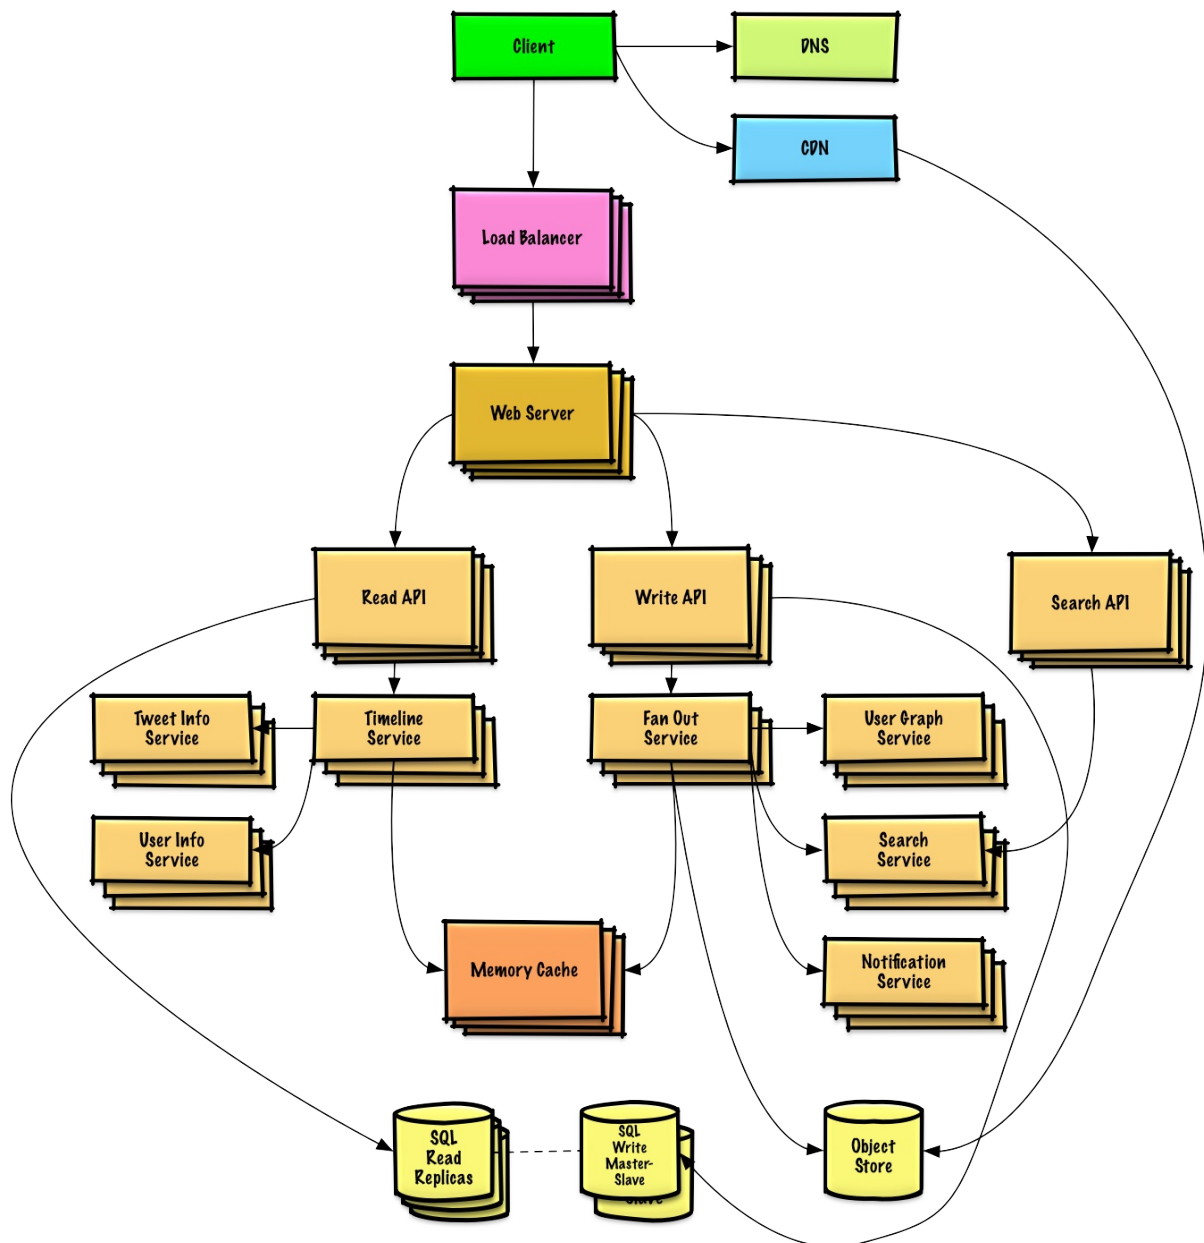 Client
DNS
CDN
Load Balancer
Web Server
Read API
Write API
Search API
Tweet Info
Service
Timeline
Service
Fan Out
Service
User Graph
Service
User Info
Service
Search
Service
Memory Cache
Notification
Service
SQL
Read
Replicas
SQL
Write
Master-
Slave
Slave
Object
Store